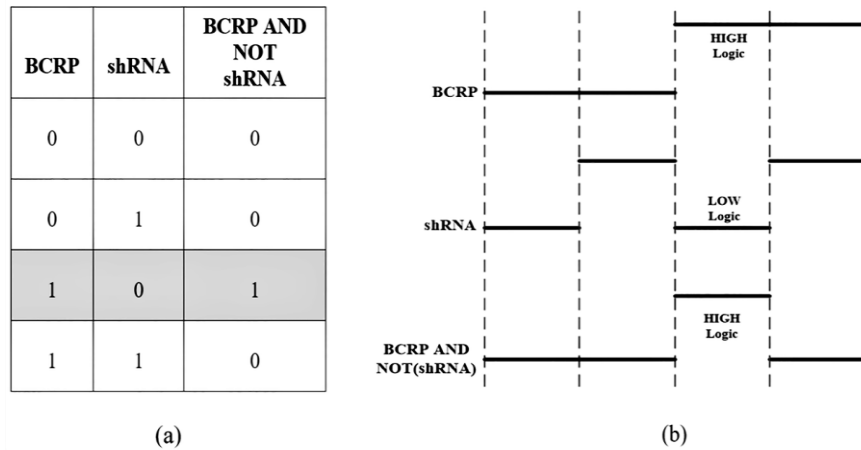 BCRP shRNA BCRP AND
NOT
shRNA
0 0 0
0 1 0
1 0 1
1 1 0
(a)
HIGH
Logic
BCRP
LOW
Logic
shRNA
HIGH
Logic
BCRP AND
NOT(shRNA)
(b)